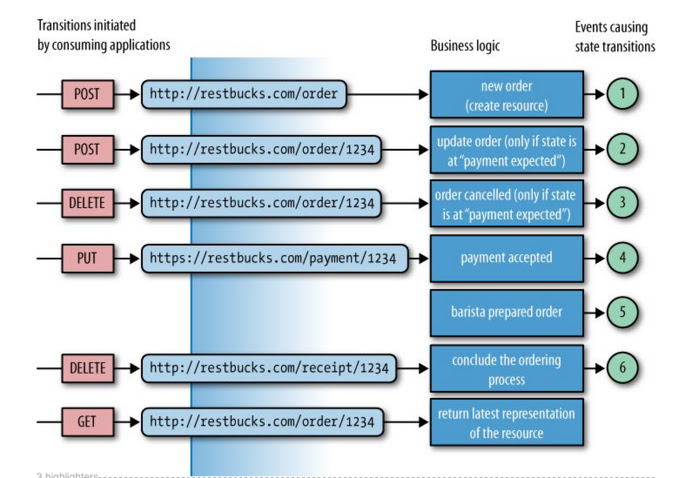 Transitions initiated
by consuming applications
Business logic
Events causing
state transitions
POST
http://restbucks.com/order
new order
(create resource)
1
POST
http://restbucks.com/order/1234
update order (only if state is
at “payment expected”)
2
DELETE
http://restbucks.com/order/1234
order cancelled (only if state
is at “payment expected”)
3
PUT
https://restbucks.com/payment/1234
payment accepted
4
barista prepared order
5
DELETE
http://restbucks.com/receipt/1234
conclude the ordering
process
6
GET
http://restbucks.com/order/1234
return latest representation
of the resource
3 highlighters